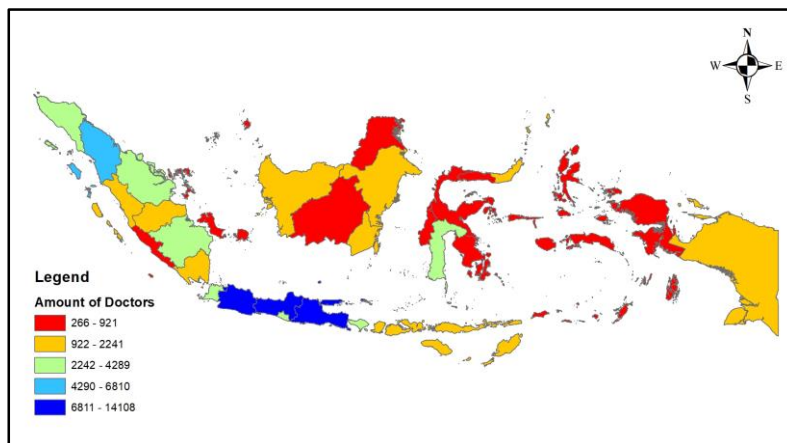 N
W E
S
Legend
Amount of Doctors
266 - 921
922 - 2241
2242 - 4289
4290 - 6810
6811 - 14108